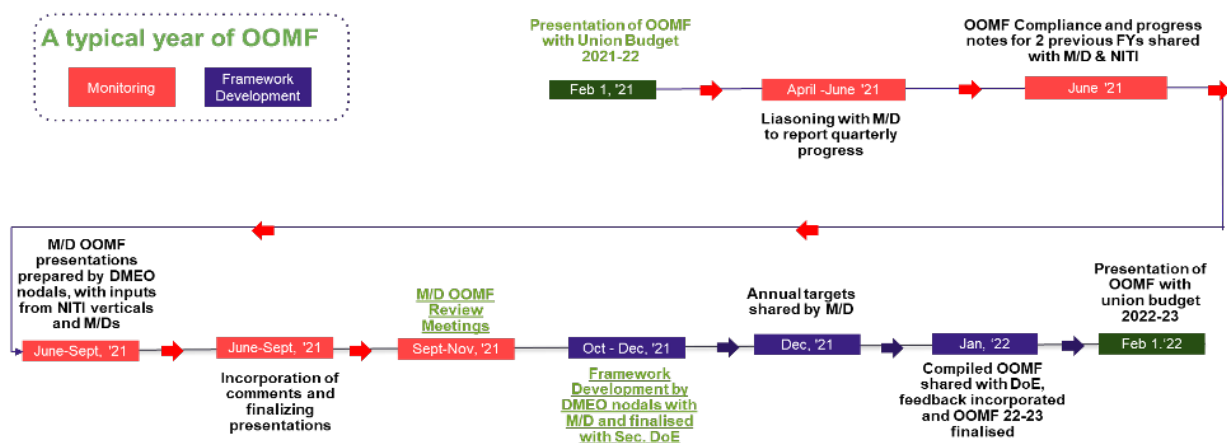 A typical year of OOMF
Monitoring
Framework
Development
Presentation of OOMF
with Union Budget
2021-22
Feb 1, '21
April -June '21
Liasoning with M/D
to report quarterly
progress
OOMF Compliance and progress
notes for 2 previous FYs shared
with M/D & NITI
June '21
M/D OOMF
presentations
prepared by DMEO
nodals, with inputs
from NITI verticals
and M/Ds
June-Sept, '21
June-Sept, '21
Incorporation of
comments and
finalizing
presentations
M/D OOMF
Review
Meetings
Sept-Nov, '21
Oct - Dec, '21
Framework
Development by
DMEO nodals with
M/D and finalised
with Sec. DoE
Annual targets
shared by M/D
Dec, '21
Jan, ‘22
Compiled OOMF
shared with DoE,
feedback incorporated
and OOMF 22-23
finalised
Presentation of
OOMF with
union budget
2022-23
Feb 1.'22